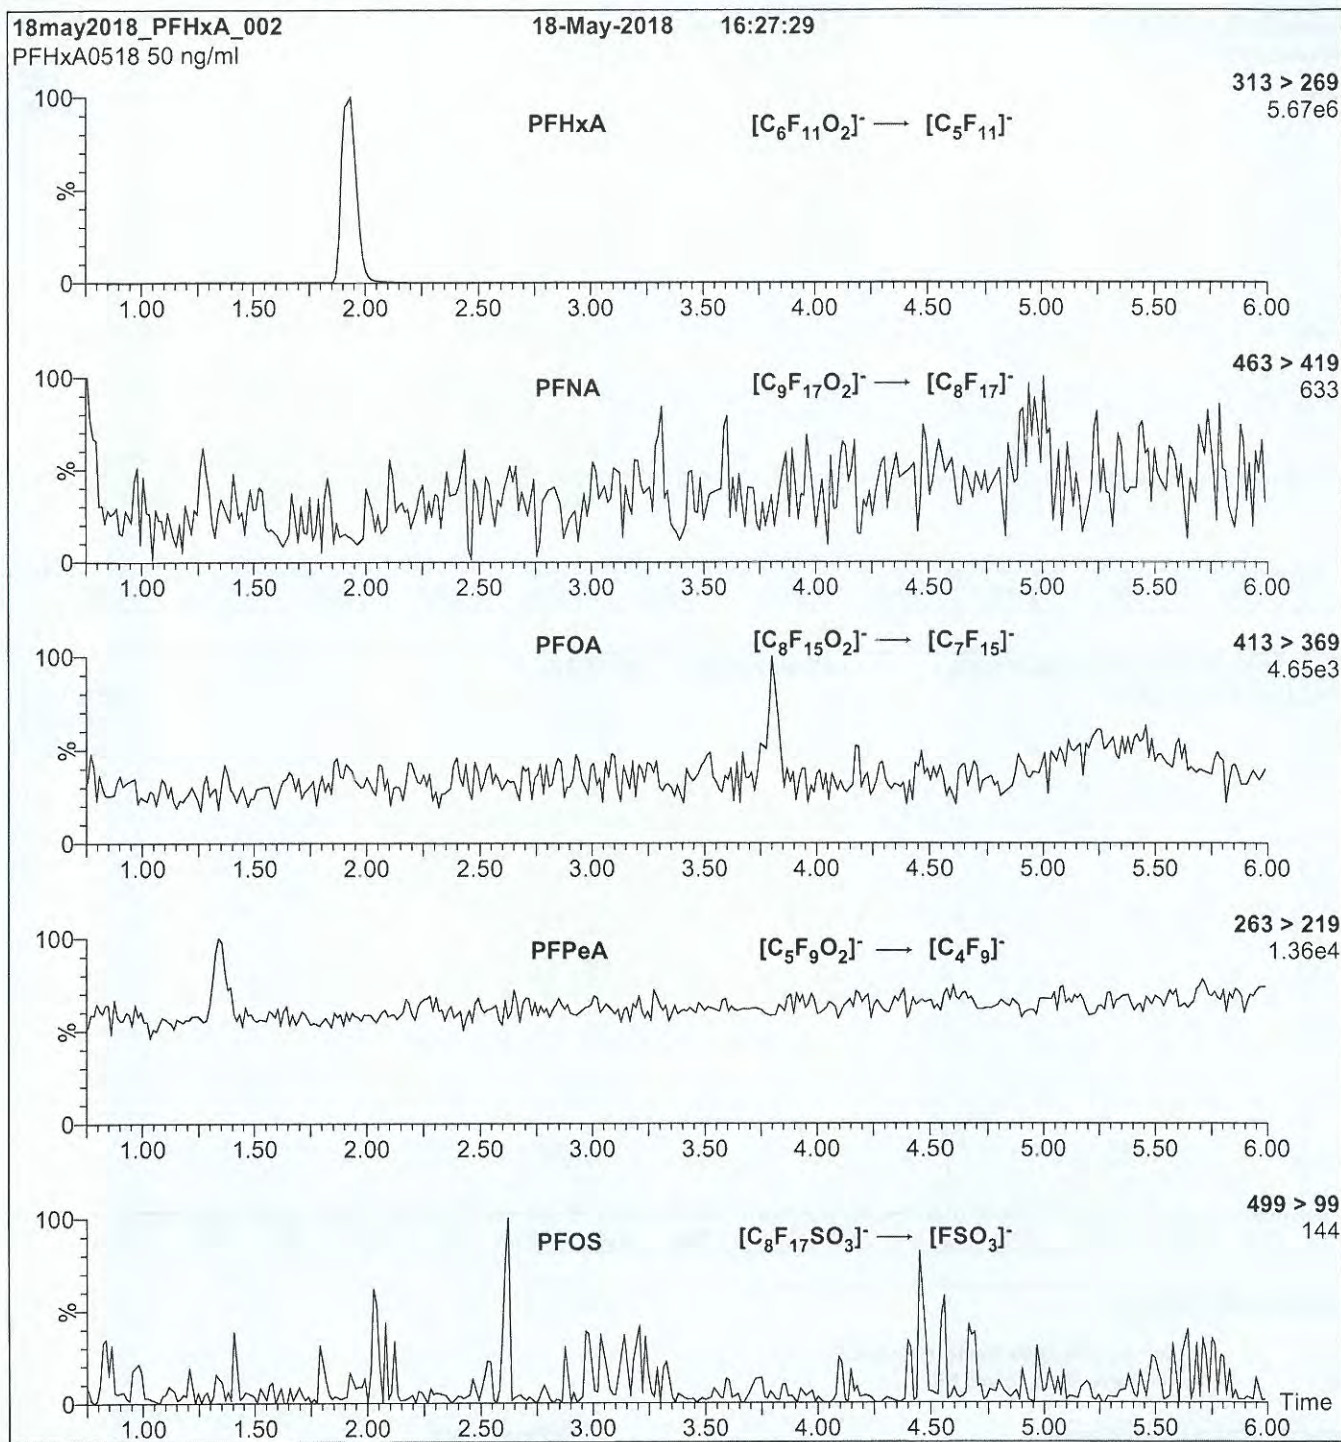 18may2018_PFHxA_002 18-May-2018 16:27:29
PFHxA0518 50 ng/ml
313 > 269
5.67e6
PFHxA [C₆F₁₁O₂]⁻ → [C₅F₁₁]⁻
100
%
0
1.00 1.50 2.00 2.50 3.00 3.50 4.00 4.50 5.00 5.50 6.00
463 > 419
633
PFNA [C₉F₁₇O₂]⁻ → [C₈F₁₇]⁻
100
%
0
1.00 1.50 2.00 2.50 3.00 3.50 4.00 4.50 5.00 5.50 6.00
413 > 369
4.65e3
PFOA [C₈F₁₅O₂]⁻ → [C₇F₁₅]⁻
100
%
0
1.00 1.50 2.00 2.50 3.00 3.50 4.00 4.50 5.00 5.50 6.00
263 > 219
1.36e4
PFPeA [C₅F₉O₂]⁻ → [C₄F₉]⁻
100
%
0
1.00 1.50 2.00 2.50 3.00 3.50 4.00 4.50 5.00 5.50 6.00
499 > 99
144
PFOS [C₈F₁₇SO₃]⁻ → [FSO₃]⁻
100
%
0
Time
1.00 1.50 2.00 2.50 3.00 3.50 4.00 4.50 5.00 5.50 6.00